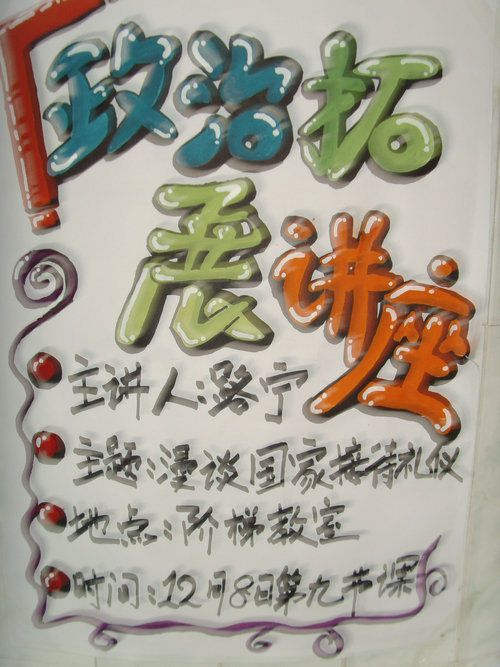 政治拓
展讲座
主讲人:璐宁
主题:漫谈国家接待礼仪
地点:阶梯教室
时间:12月8日第九节课